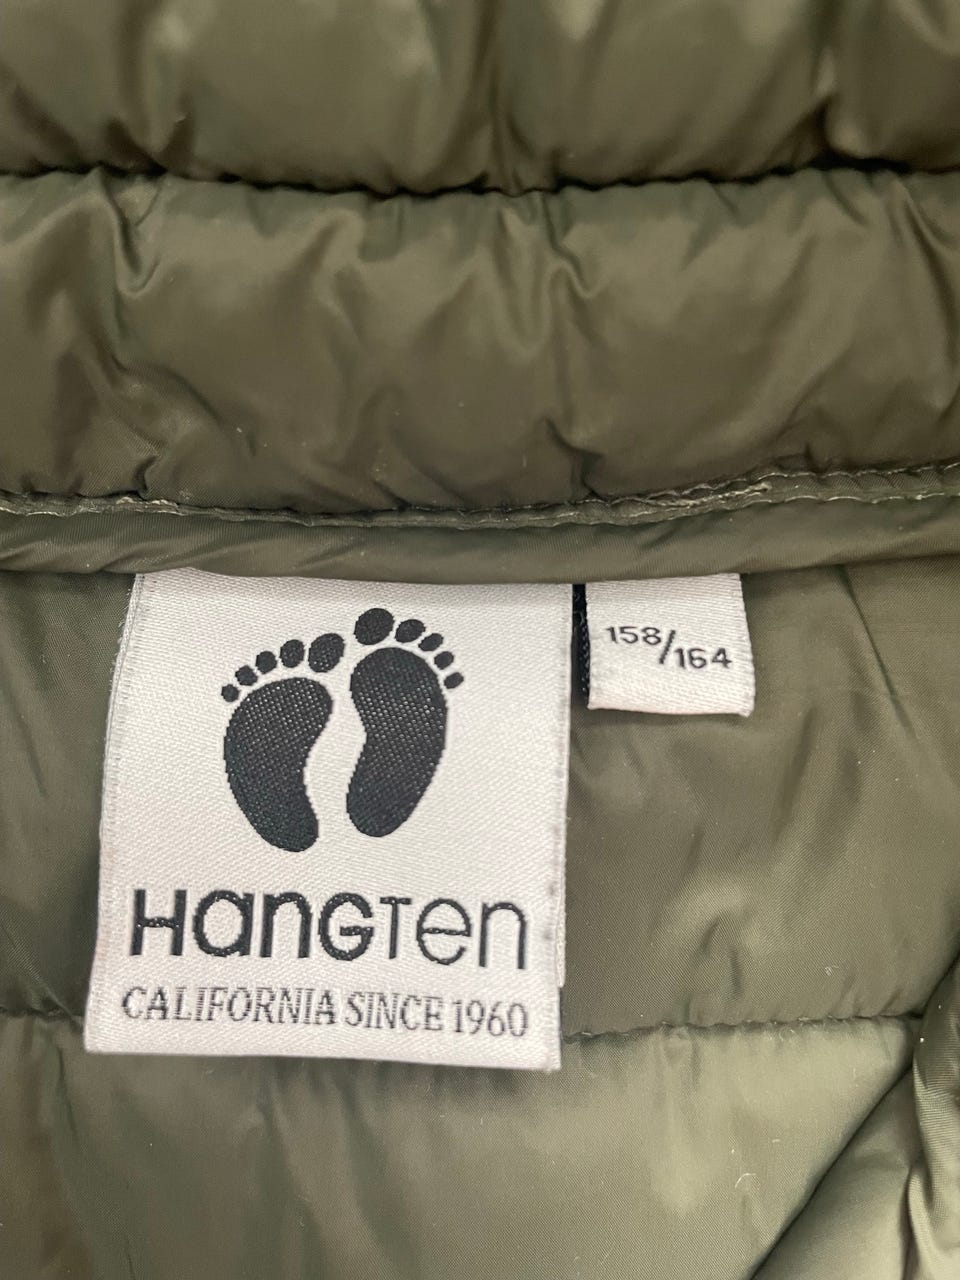 HangTen
CALIFORNIA SINCE 1960
158/164